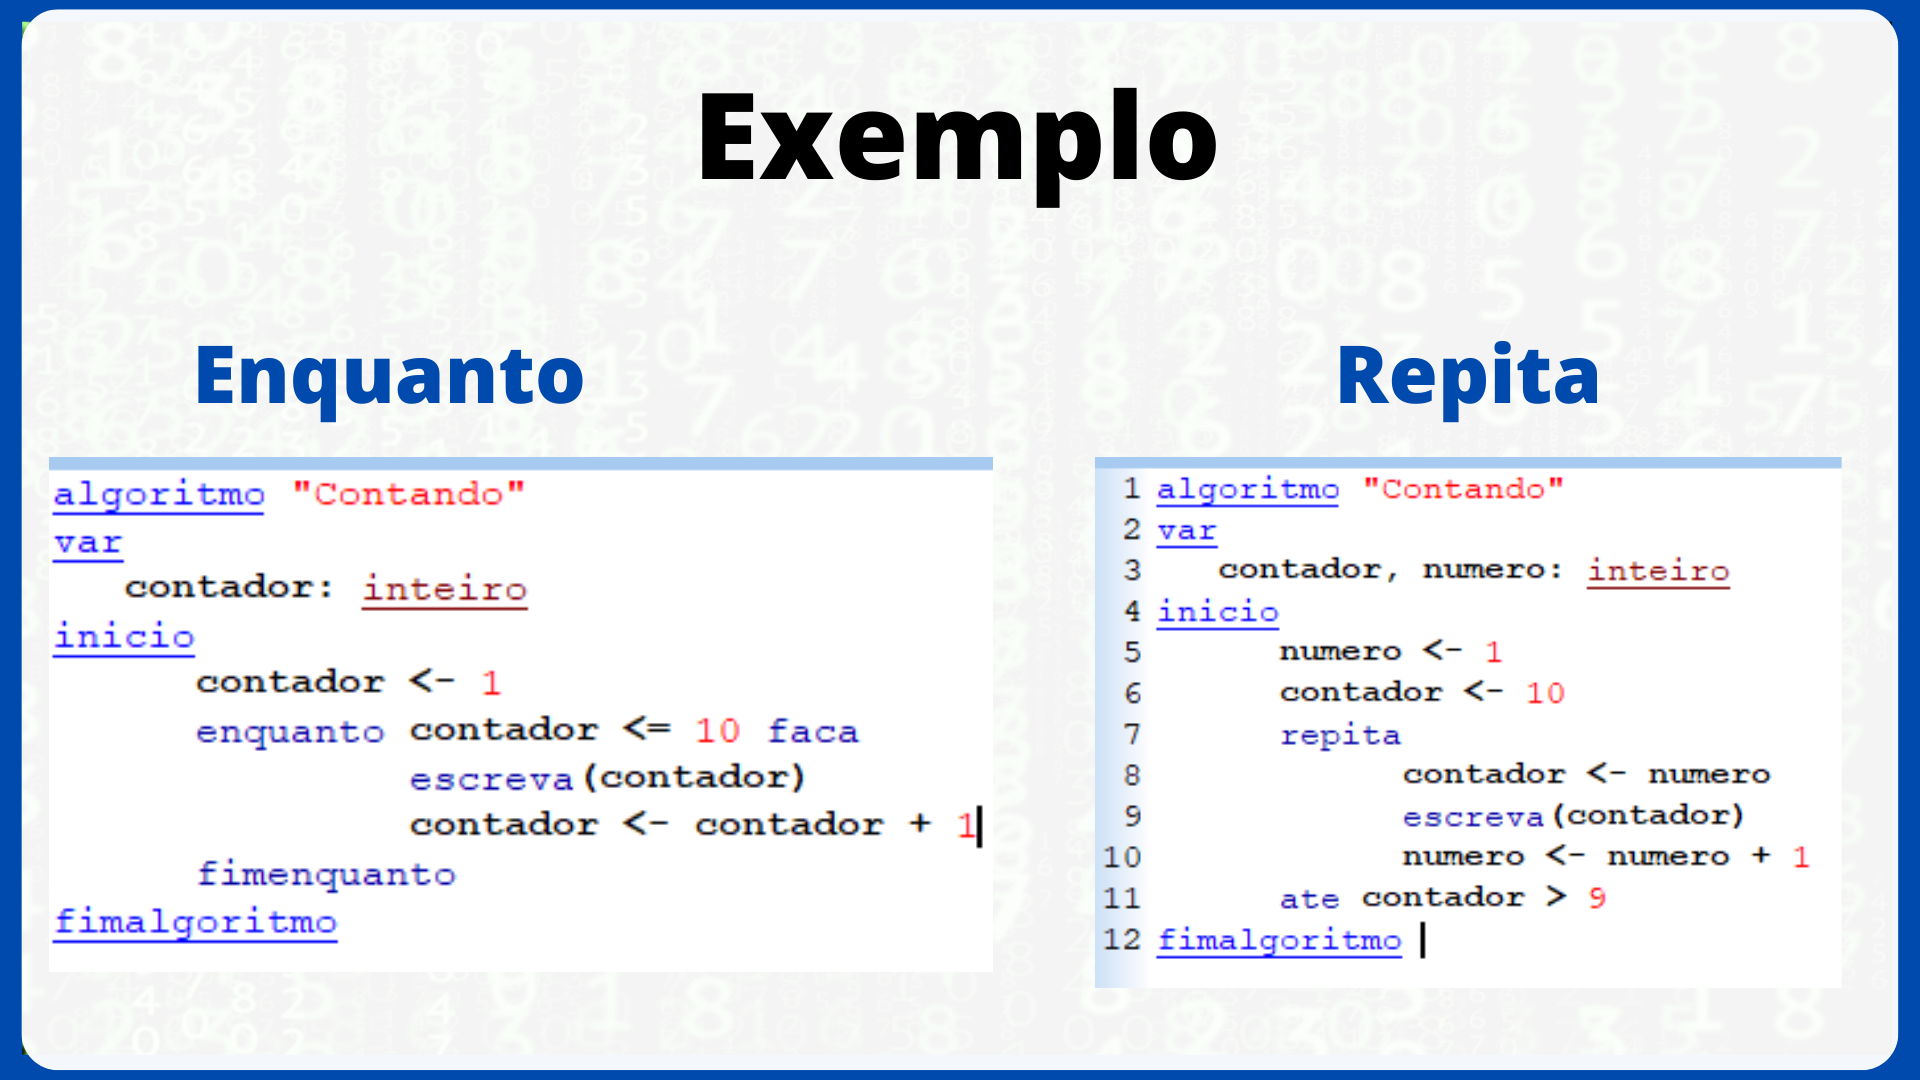 Exemplo
Enquanto
algoritmo "Contando"
var
contador: inteiro
inicio
contador <- 1
enquanto contador <= 10 faca
escreva(contador)
contador <- contador + 1
fimenquanto
fimalgoritmo
Repita
1 algoritmo "Contando"
2 var
3 contador, numero: inteiro
4 inicio
5 numero <- 1
6 contador <- 10
7 repita
8 contador <- numero
9 escreva(contador)
10 numero <- numero + 1
11 ate contador > 9
12 fimalgoritmo